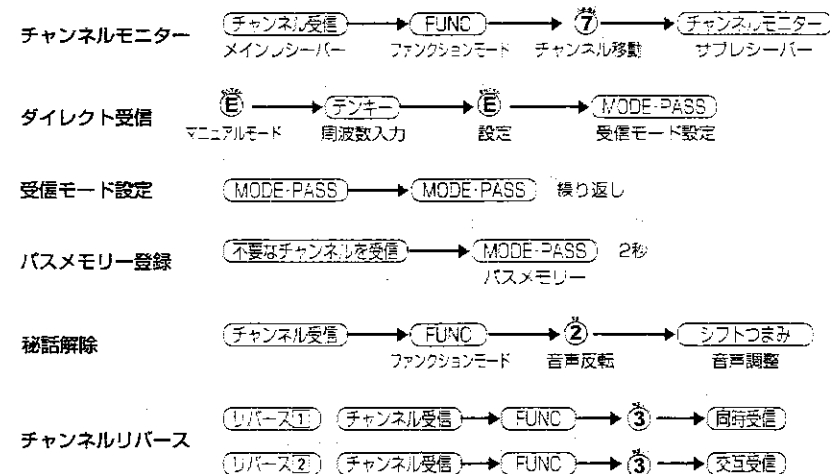 チャンネルモニター チャンネル受信 FUNC 7 チャンネルモニター
メインレシーバー ファンクションモード チャンネル移動 サブレシーバー
ダイレクト受信 E テンキー E MODE·PASS
マニュアルモード 周波数入力 設定 受信モード設定
受信モード設定 MODE·PASS MODE·PASS 繰り返し
パスメモリー登録 不要なチャンネルを受信 MODE·PASS 2秒
パスメモリー
秘話解除 チャンネル受信 FUNC 2 シフトつまみ
ファンクションモード 音声反転 音声調整
チャンネルリバース
リバース1 チャンネル受信 FUNC 3 同時受信
リバース2 チャンネル受信 FUNC 3 交互受信